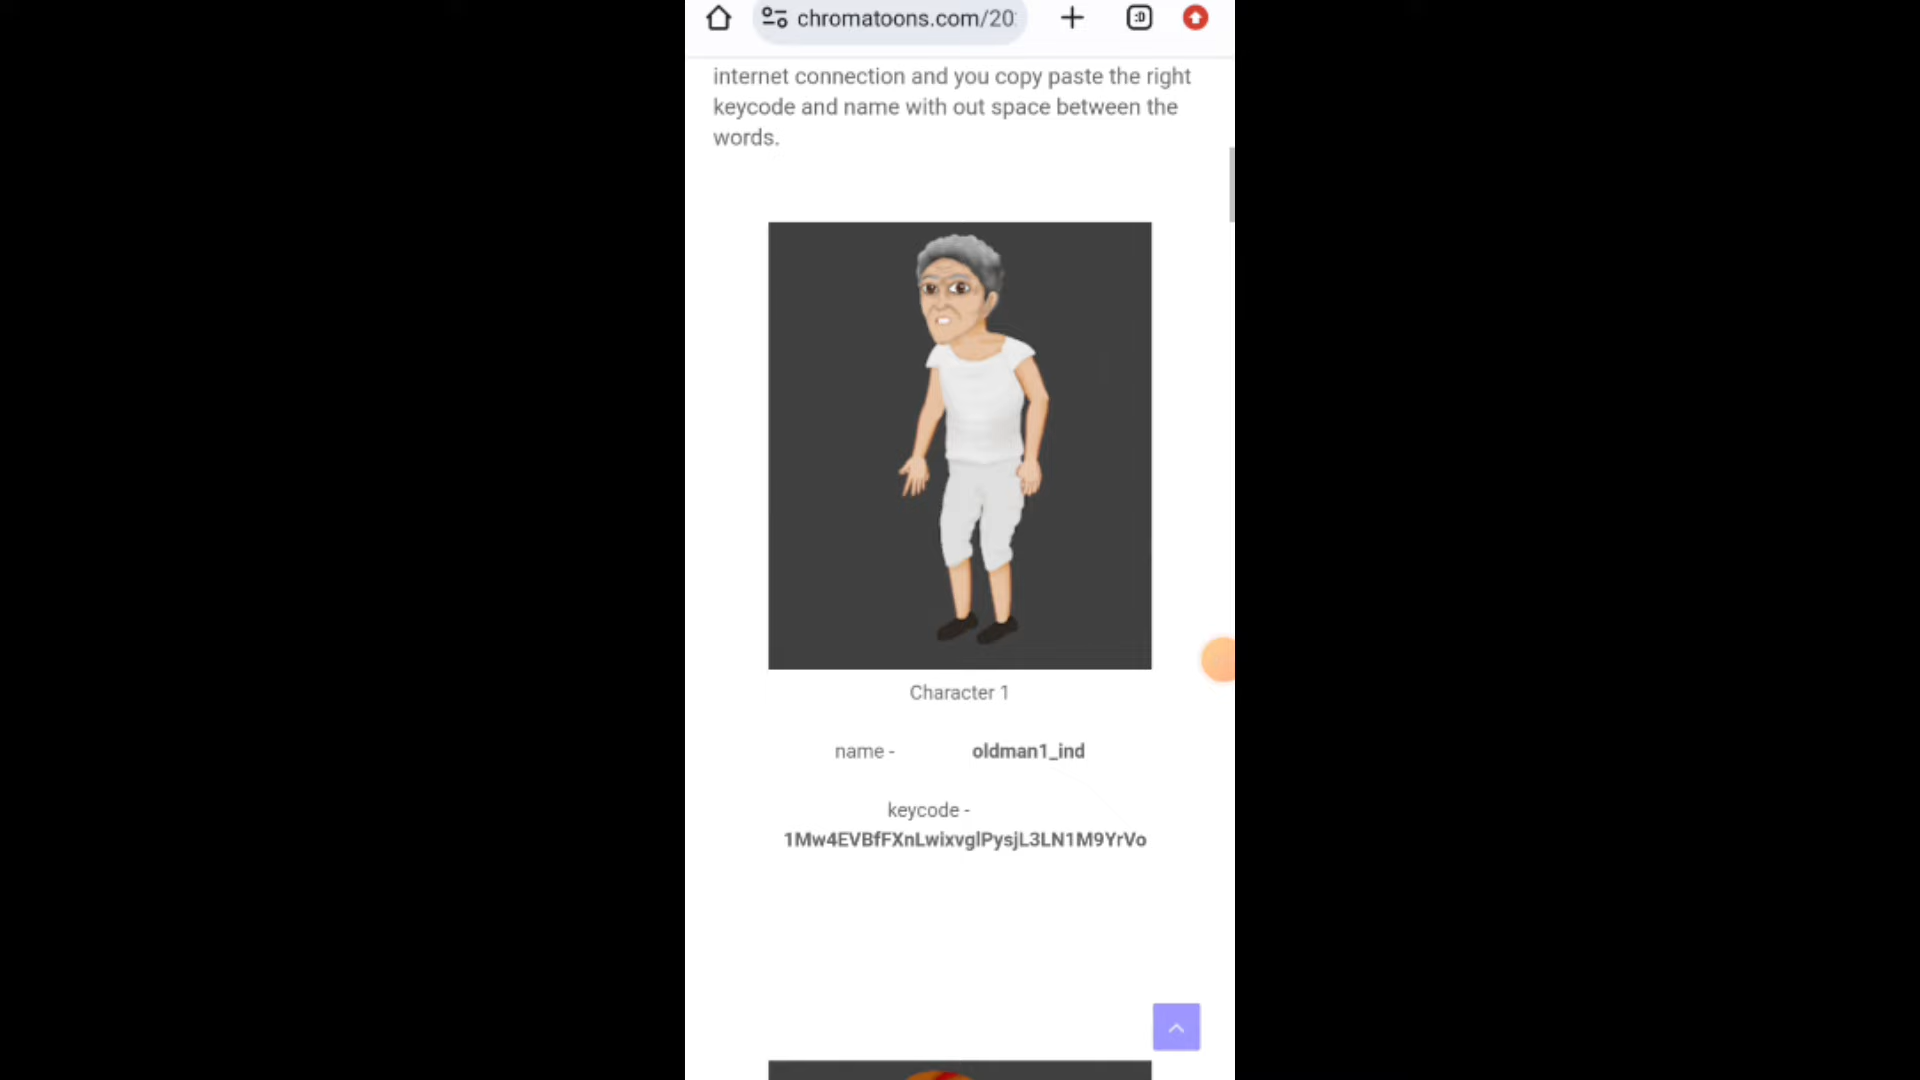 :D
chromatoons.com/20
internet connection and you copy paste the right
keycode and name with out space between the
words.
Character 1
name - oldman1_ind
keycode -
1Mw4EVBfFXnLwixvglPysjL3LN1M9YrVo